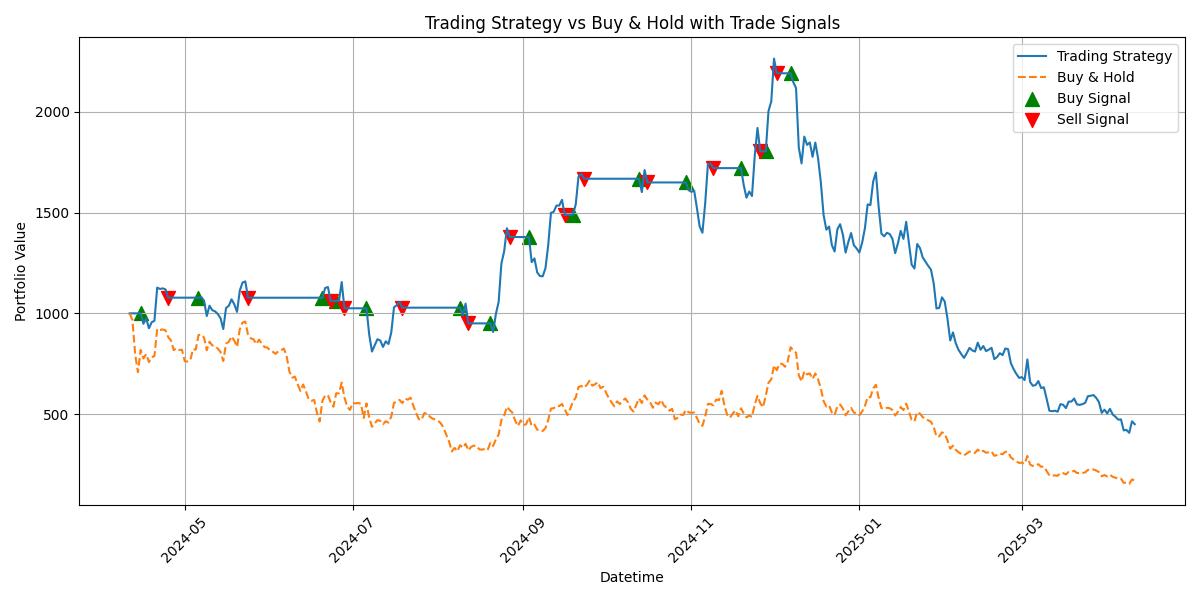 Trading Strategy vs Buy & Hold with Trade Signals
Trading Strategy
Buy & Hold
Buy Signal
Sell Signal
Portfolio Value
2000
1500
1000
500
2024-05
2024-07
2024-09
2024-11
2025-01
2025-03
Datetime